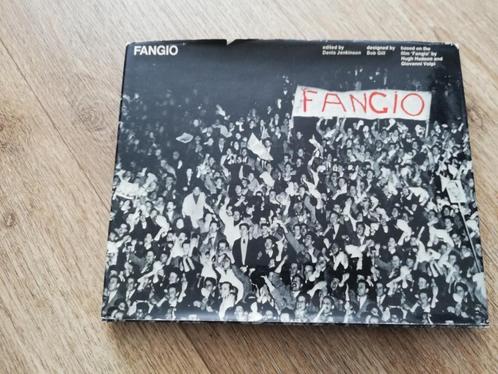 FANGIO
edited by
Denis Jenkinson
designed by
Bob Gill
based on the
film 'Fangio' by
Hugh Hudson and
Giovanni Volpi
FANGIO